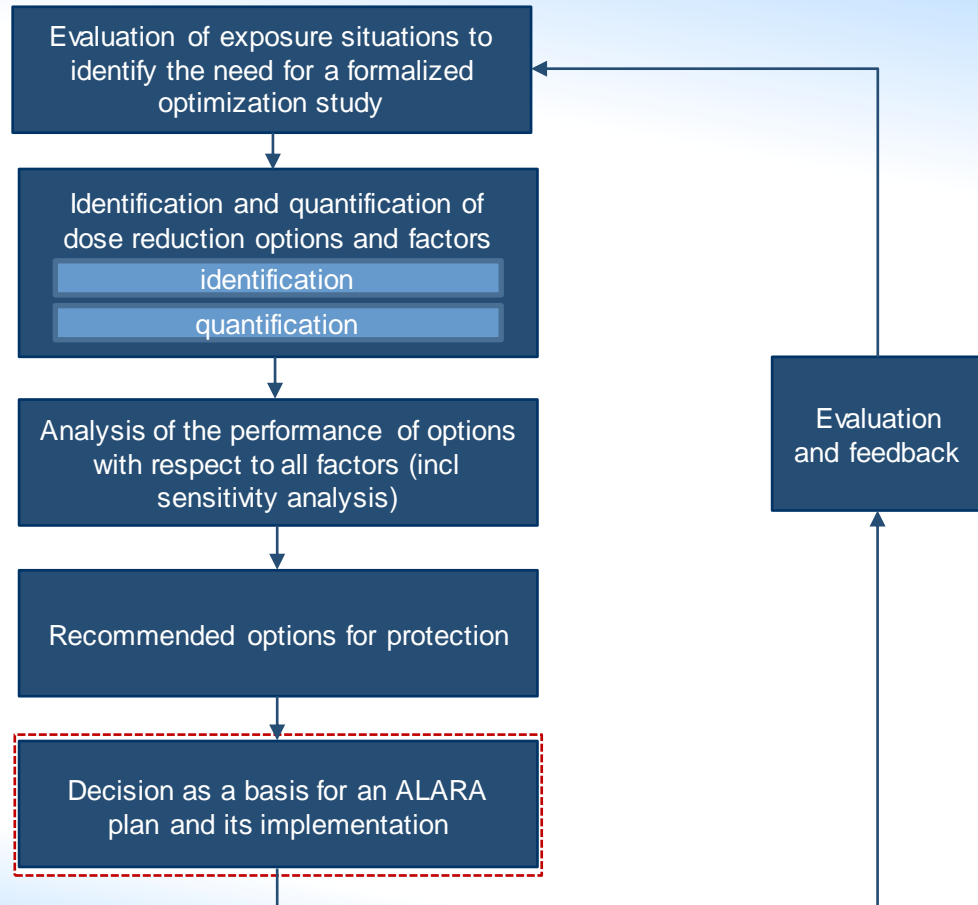 Evaluation of exposure situations to
identify the need for a formalized
optimization study
Identification and quantification of
dose reduction options and factors
identification
quantification
Analysis of the performance of options
with respect to all factors (incl
sensitivity analysis)
Recommended options for protection
Decision as a basis for an ALARA
plan and its implementation
Evaluation
and feedback